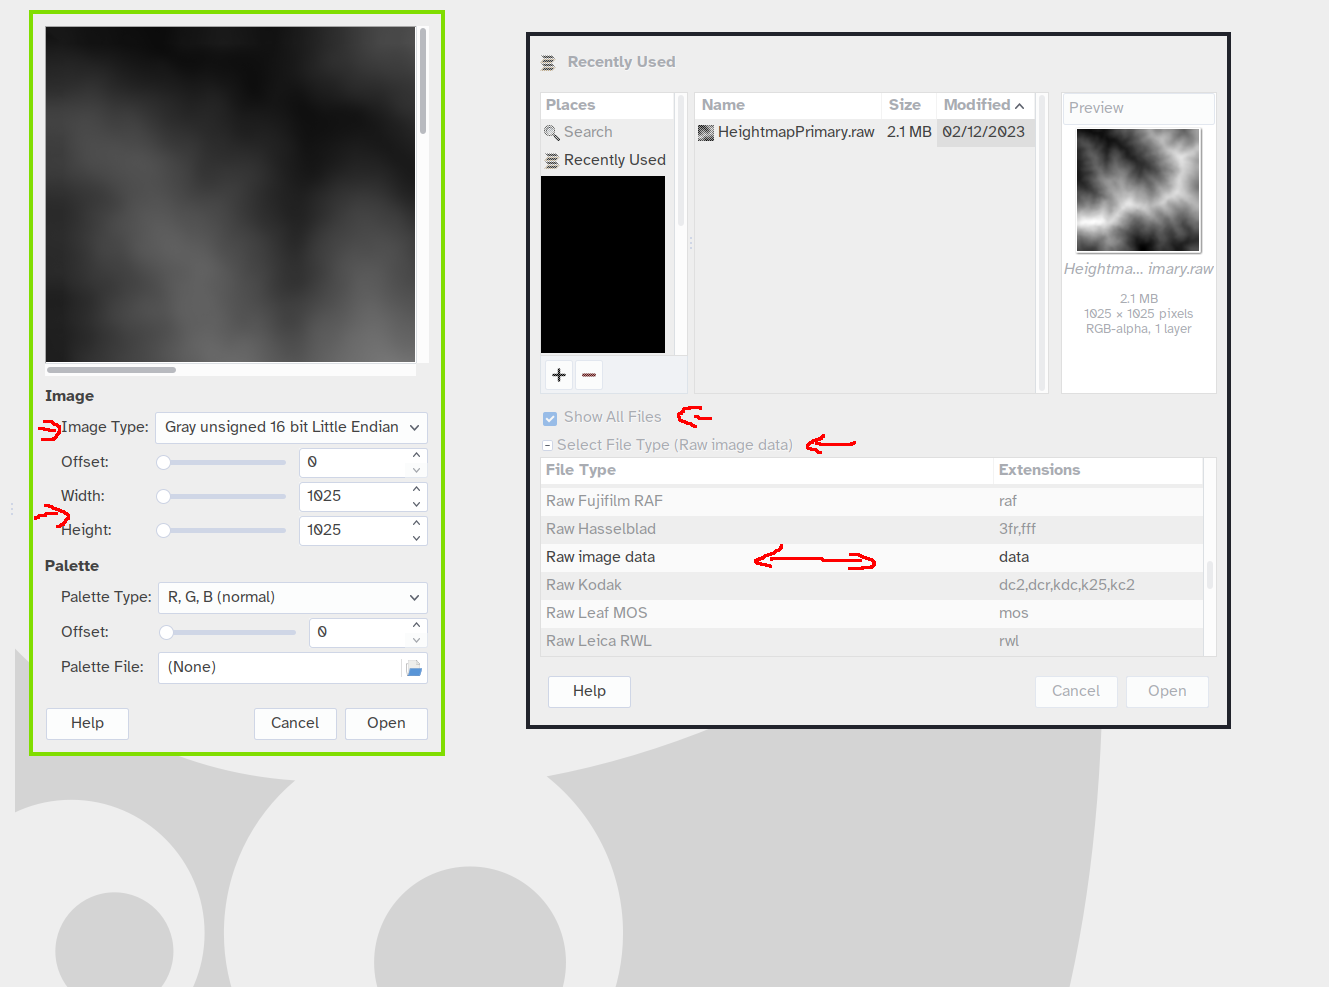 Image
Image Type: Gray unsigned 16 bit Little Endian
Offset: 0
Width: 1025
Height: 1025
Palette
Palette Type: R, G, B (normal)
Offset: 0
Palette File: (None)
Help Cancel Open
Recently Used
Places
Search
Recently Used
Name Size Modified
HeightmapPrimary.raw 2.1 MB 02/12/2023
Preview
Heightma... imary.raw
2.1 MB
1025 × 1025 pixels
RGB-alpha, 1 layer
Show All Files
Select File Type (Raw image data)
File Type Extensions
Raw Fujifilm RAF raf
Raw Hasselblad 3fr,fff
Raw image data data
Raw Kodak dc2,dcr,kdc,k25,kc2
Raw Leaf MOS mos
Raw Leica RWL rwl
Help Cancel Open